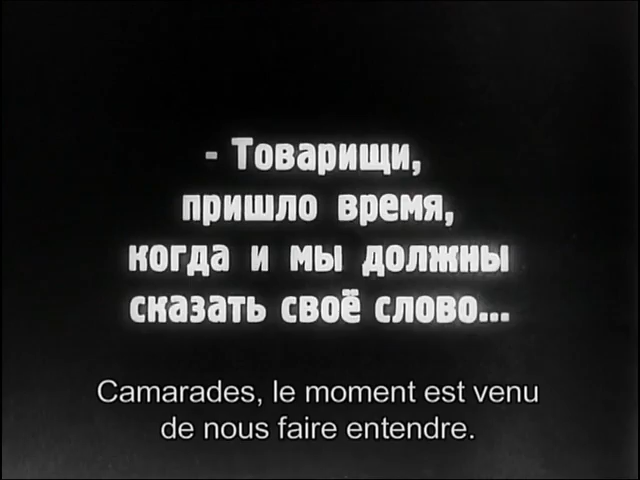 - Товарищи,
пришло время,
когда и мы должны
сказать своё слово...
Camarades, le moment est venu
de nous faire entendre.